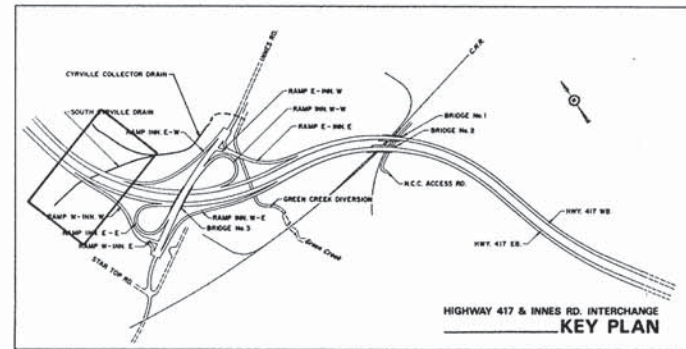 INNES RD.
C.N.R.
CYRVILLE COLLECTOR DRAIN
RAMP E-INN. W
SOUTH CYRVILLE DRAIN
RAMP INN. W-W
RAMP INN. E-W
RAMP E-INN. E
BRIDGE No.1
BRIDGE No.2
N.C.C. ACCESS RD.
GREEN CREEK DIVERSION
RAMP W-INN. W
RAMP INN. W-E
HWY. 417 WB
RAMP INN. E-E
BRIDGE No.3
Green Creek
RAMP W-INN. E
HWY. 417 EB.
STAR TOP RD.
HIGHWAY 417 & INNES RD. INTERCHANGE
KEY PLAN